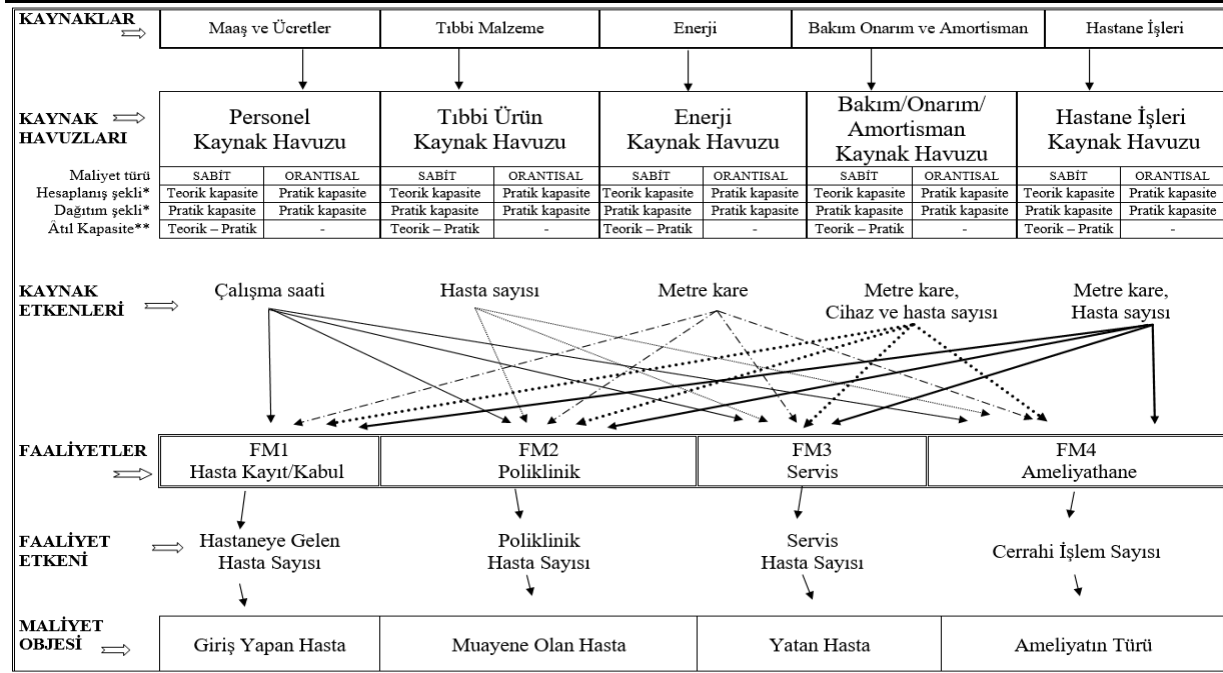 KAYNAKLAR
Maaş ve Ücretler Tıbbi Malzeme Enerji Bakım Onarım ve Amortisman Hastane İşleri
KAYNAK HAVUZLARI
Personel Kaynak Havuzu
Tıbbi Ürün Kaynak Havuzu
Enerji Kaynak Havuzu
Bakım/Onarım/ Amortisman Kaynak Havuzu
Hastane İşleri Kaynak Havuzu
Maliyet türü SABİT ORANTISAL SABİT ORANTISAL SABİT ORANTISAL SABİT ORANTISAL SABİT ORANTISAL
Hesaplanış şekli* Teorik kapasite Pratik kapasite Teorik kapasite Pratik kapasite Teorik kapasite Pratik kapasite Teorik kapasite Pratik kapasite Teorik kapasite Pratik kapasite
Dağıtım şekli* Pratik kapasite Pratik kapasite Pratik kapasite Pratik kapasite Pratik kapasite Pratik kapasite Pratik kapasite Pratik kapasite Pratik kapasite Pratik kapasite
Âtıl Kapasite** Teorik – Pratik - Teorik – Pratik - Teorik – Pratik - Teorik – Pratik - Teorik – Pratik -
KAYNAK
ETKENLERİ
Çalışma saati
Hasta sayısı
Metre kare
Metre kare,
Cihaz ve hasta sayısı
Metre kare,
Hasta sayısı
FAALİYETLER
FM1
Hasta Kayıt/Kabul
FM2
Poliklinik
FM3
Servis
FM4
Ameliyathane
FAALİYET
ETKENİ
Hastaneye Gelen
Hasta Sayısı
Poliklinik
Hasta Sayısı
Servis
Hasta Sayısı
Cerrahi İşlem Sayısı
MALİYET
OBJESİ
Giriş Yapan Hasta
Muayene Olan Hasta
Yatan Hasta
Ameliyatın Türü